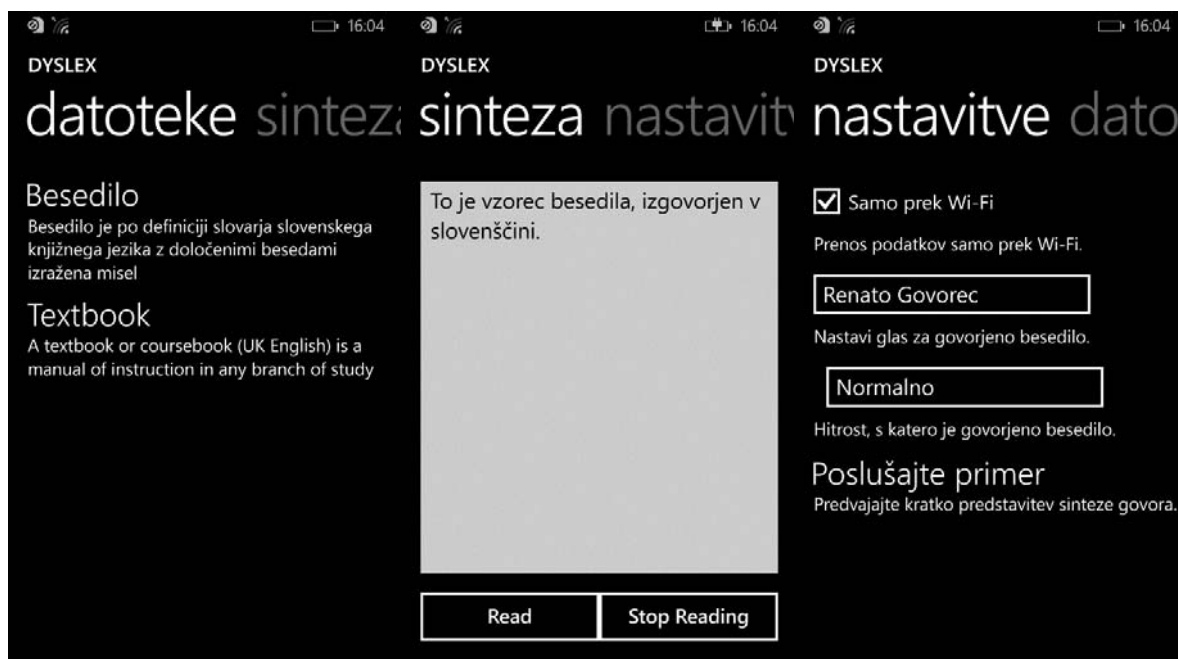 16:04
DYSLEX
datoteke sintez
Besedilo
Besedilo je po definiciji slovarja slovenskega
knjižnega jezika z določenimi besedami
izražena misel
Textbook
A textbook or coursebook (UK English) is a
manual of instruction in any branch of study
16:04
DYSLEX
sinteza nastavitv
To je vzorec besedila, izgovorjen v
slovenščini.
Read
Stop Reading
16:04
DYSLEX
nastavitve dato
Samo prek Wi-Fi
Prenos podatkov samo prek Wi-Fi.
Renato Govorec
Nastavi glas za govorjeno besedilo.
Normalno
Hitrost, s katero je govorjeno besedilo.
Poslušajte primer
Predvajajte kratko predstavitev sinteze govora.